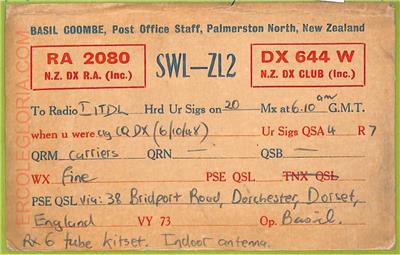 BASIL COOMBE, Post Office Staff, Palmerston North, New Zealand
RA 2080
N.Z. DX R.A. (Inc.)
SWL—ZL2
DX 644 W
N.Z. DX CLUB (Inc.)
To Radio I1TDL Hrd Ur Sigs on 20 Mx at 6.10 am G.M.T.
when u were clg CQ DX (6/10/48) Ur Sigs QSA 4 R 7
QRM carriers QRN — QSB —
WX Fine PSE QSL TNX QSL
PSE QSL via: 38 Bridport Road, Dorchester, Dorset,
England VY 73 Op. Basil.
Rx 6 tube kitset. Indoor antenna.
ERCOLEGLORIA.COM